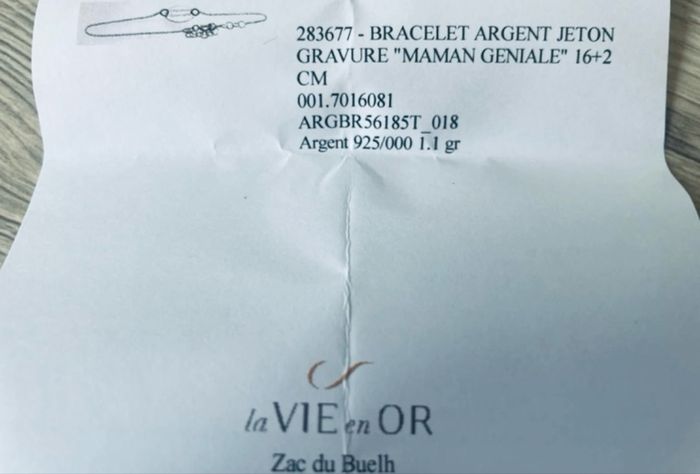 283677 - BRACELET ARGENT JETON
GRAVURE "MAMAN GENIALE" 16+2
CM
001.7016081
ARGBR56185T_018
Argent 925/000 1.1 gr
la VIE en OR
Zac du Buelh